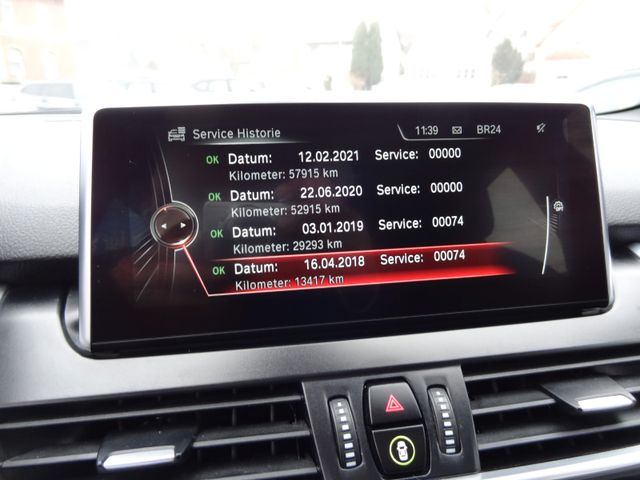 Service Historie 11:39 BR24
OK Datum: 12.02.2021 Service: 00000
Kilometer: 57915 km
OK Datum: 22.06.2020 Service: 00000
Kilometer: 52915 km
OK Datum: 03.01.2019 Service: 00074
Kilometer: 29293 km
OK Datum: 16.04.2018 Service: 00074
Kilometer: 13417 km